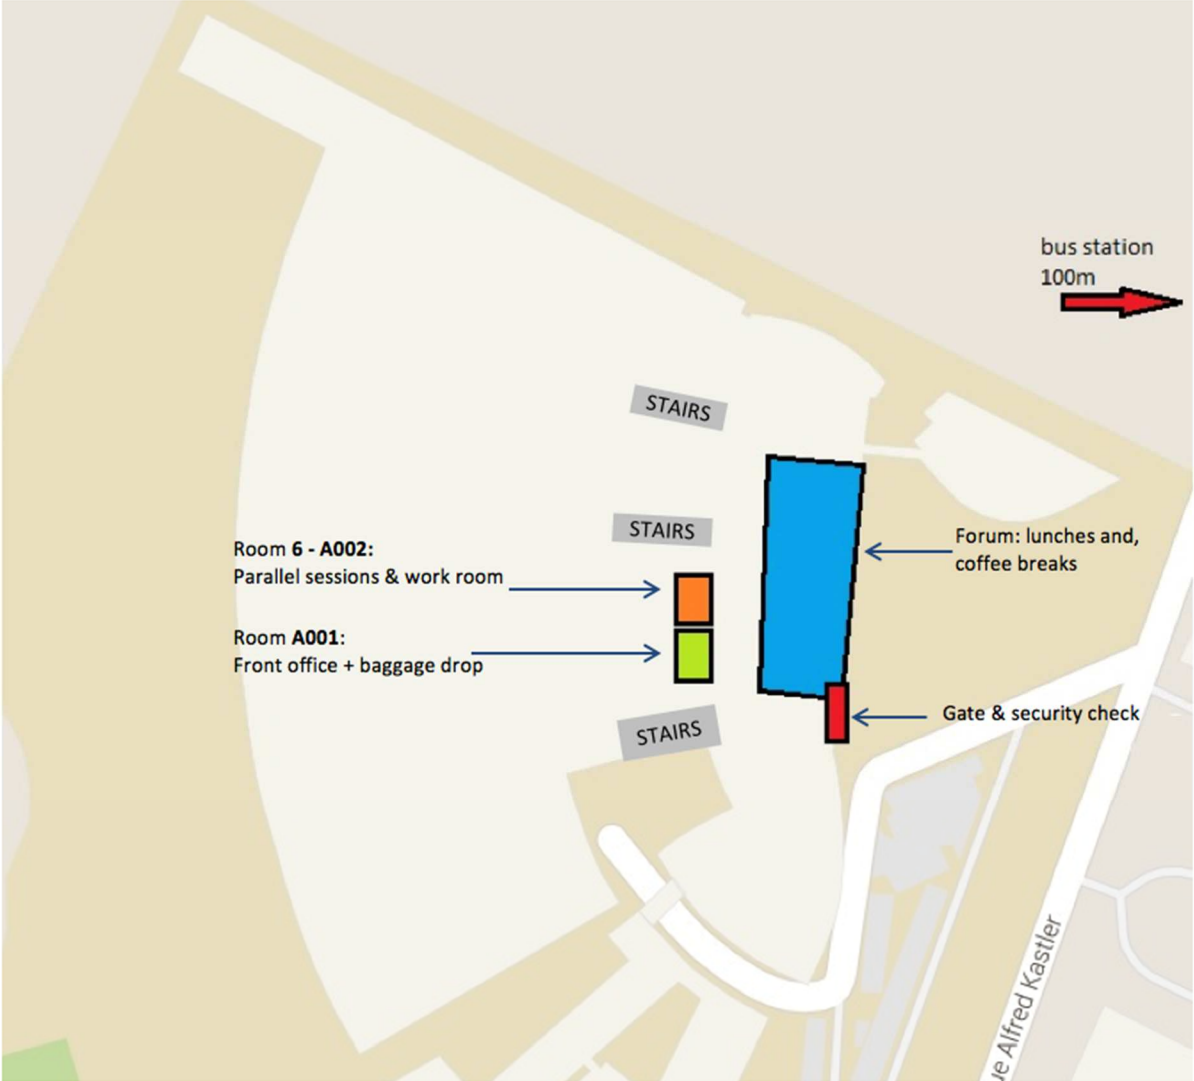 bus station
100m
STAIRS
STAIRS
Room 6 - A002:
Parallel sessions & work room
Forum: lunches and,
coffee breaks
Room A001:
Front office + baggage drop
STAIRS
Gate & security check
ue Alfred Kastler